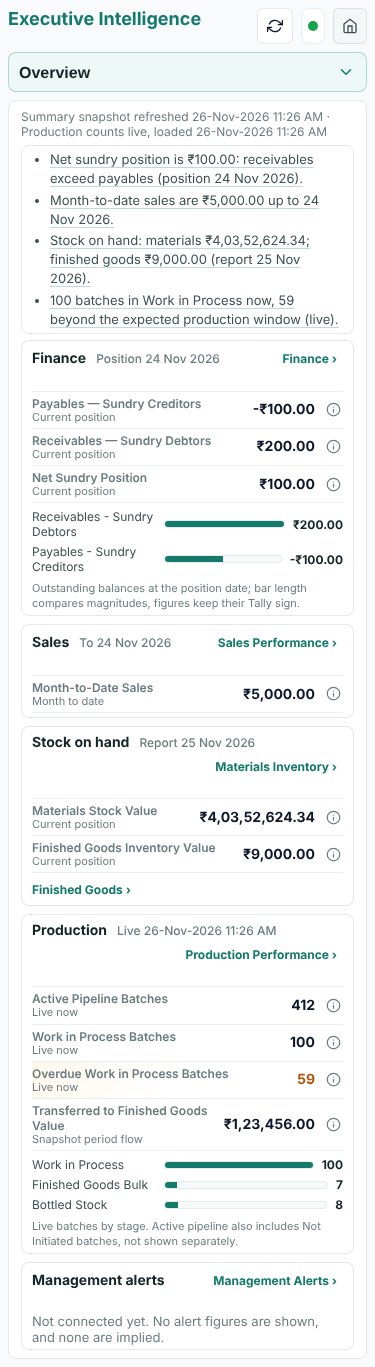 Executive Intelligence
Overview
Summary snapshot refreshed 26-Nov-2026 11:26 AM ·
Production counts live, loaded 26-Nov-2026 11:26 AM
• Net sundry position is ₹100.00: receivables
exceed payables (position 24 Nov 2026).
• Month-to-date sales are ₹5,000.00 up to 24
Nov 2026.
• Stock on hand: materials ₹4,03,52,624.34;
finished goods ₹9,000.00 (report 25 Nov
2026).
• 100 batches in Work in Process now, 59
beyond the expected production window (live).
Finance Position 24 Nov 2026 Finance ›
Payables — Sundry Creditors
Current position
-₹100.00
Receivables — Sundry Debtors
Current position
₹200.00
Net Sundry Position
Current position
₹100.00
Receivables - Sundry
Debtors
₹200.00
Payables - Sundry
Creditors
-₹100.00
Outstanding balances at the position date; bar length
compares magnitudes, figures keep their Tally sign.
Sales To 24 Nov 2026 Sales Performance ›
Month-to-Date Sales
Month to date
₹5,000.00
Stock on hand Report 25 Nov 2026
Materials Inventory ›
Materials Stock Value
Current position
₹4,03,52,624.34
Finished Goods Inventory Value
Current position
₹9,000.00
Finished Goods ›
Production Live 26-Nov-2026 11:26 AM
Production Performance ›
Active Pipeline Batches
Live now
412
Work in Process Batches
Live now
100
Overdue Work in Process Batches
Live now
59
Transferred to Finished Goods
Value
Snapshot period flow
₹1,23,456.00
Work in Process 100
Finished Goods Bulk 7
Bottled Stock 8
Live batches by stage. Active pipeline also includes Not
Initiated batches, not shown separately.
Management alerts Management Alerts ›
Not connected yet. No alert figures are shown,
and none are implied.